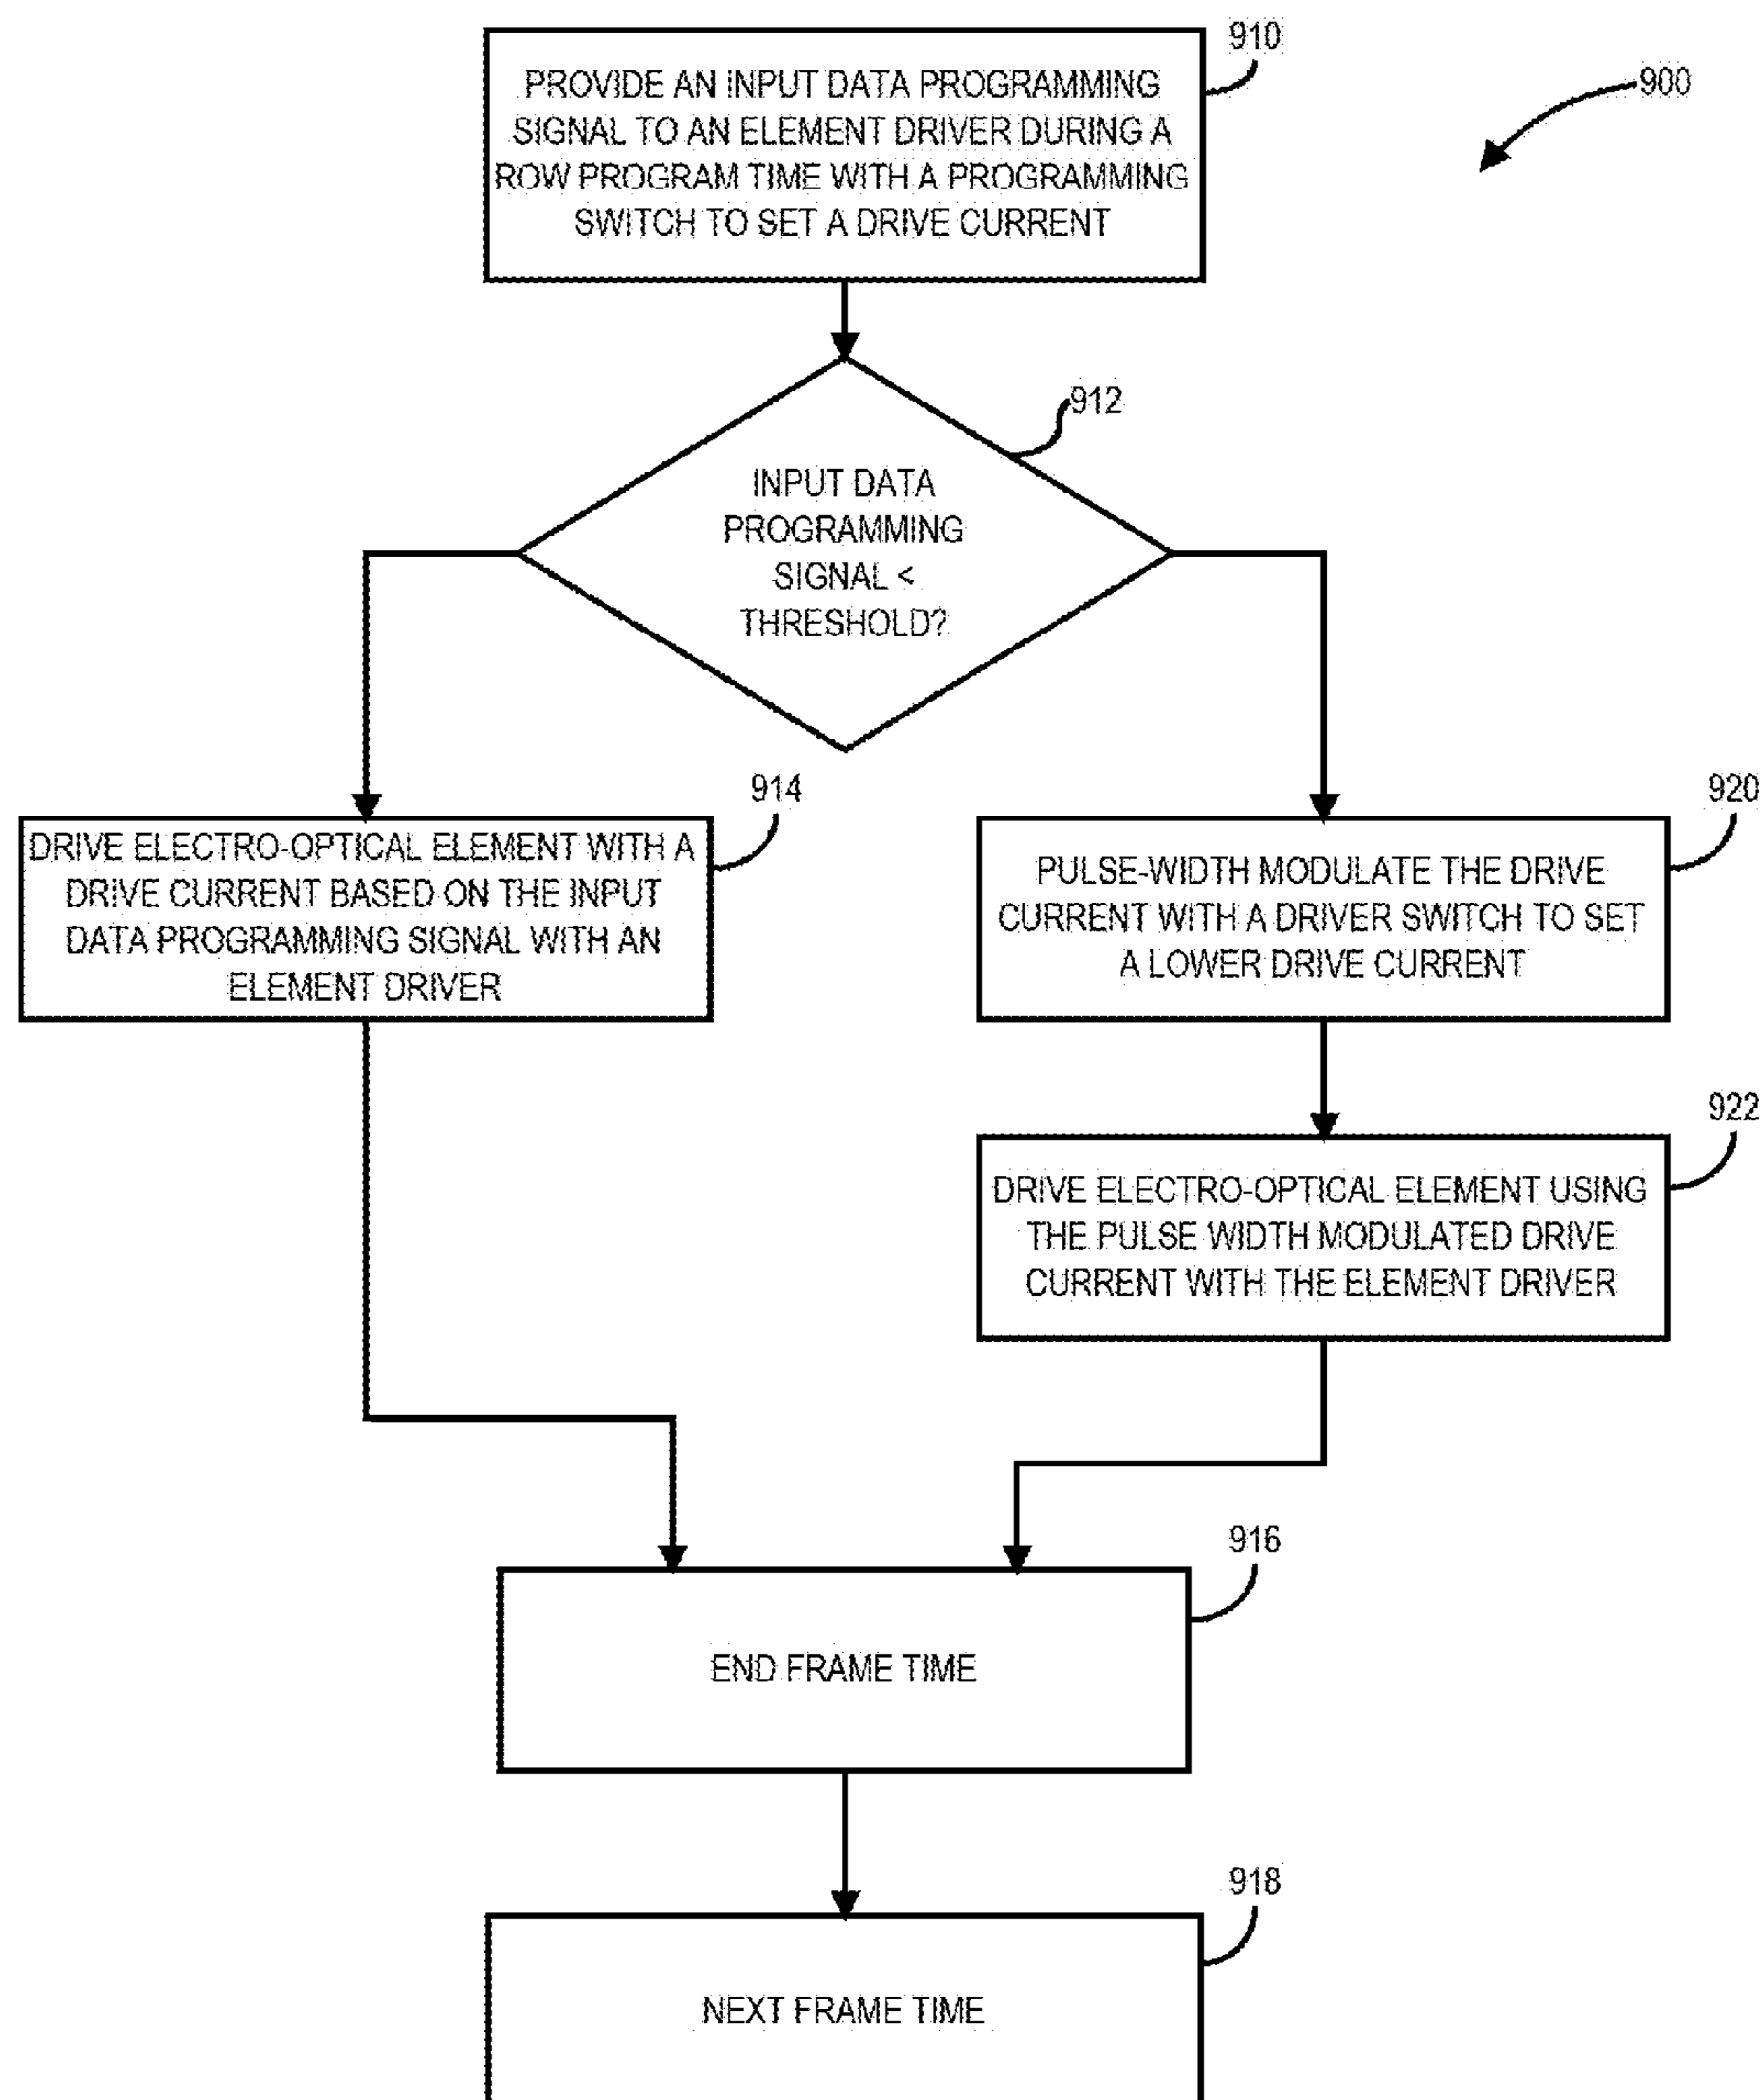 910
900
PROVIDE AN INPUT DATA PROGRAMMING
SIGNAL TO AN ELEMENT DRIVER DURING A
ROW PROGRAM TIME WITH A PROGRAMMING
SWITCH TO SET A DRIVE CURRENT
912
INPUT DATA
PROGRAMMING
SIGNAL <
THRESHOLD?
914
DRIVE ELECTRO-OPTICAL ELEMENT WITH A
DRIVE CURRENT BASED ON THE INPUT
DATA PROGRAMMING SIGNAL WITH AN
ELEMENT DRIVER
920
PULSE-WIDTH MODULATE THE DRIVE
CURRENT WITH A DRIVER SWITCH TO SET
A LOWER DRIVE CURRENT
922
DRIVE ELECTRO-OPTICAL ELEMENT USING
THE PULSE WIDTH MODULATED DRIVE
CURRENT WITH THE ELEMENT DRIVER
916
END FRAME TIME
918
NEXT FRAME TIME